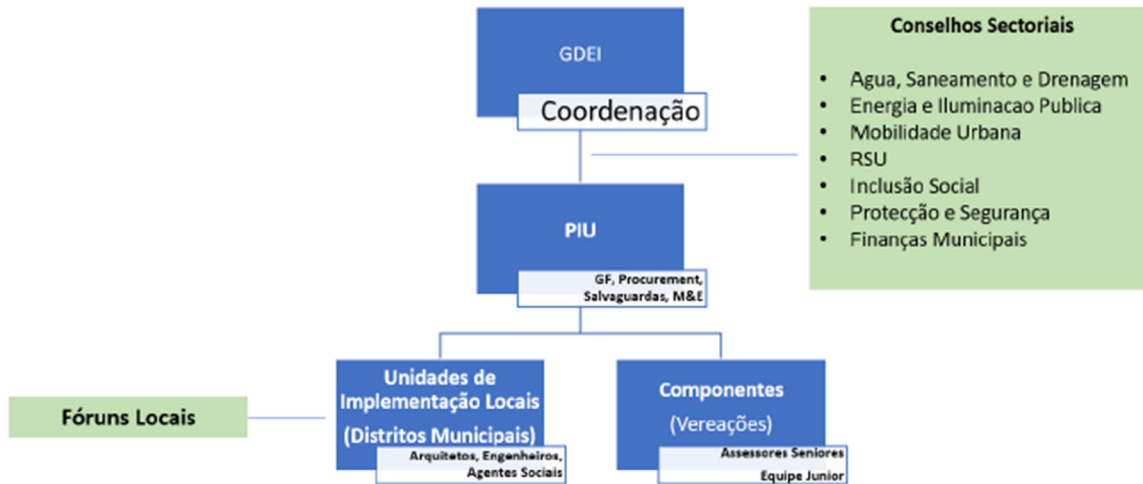 GDEI
Coordenação
Conselhos Sectoriais
• Agua, Saneamento e Drenagem
• Energia e Iluminacao Publica
• Mobilidade Urbana
• RSU
• Inclusão Social
• Protecção e Segurança
• Finanças Municipais
PIU
GF, Procurement,
Salvaguardas, M&E
Fóruns Locais
Unidades de
Implementação Locais
(Distritos Municipais)
Arquitetos, Engenheiros,
Agentes Sociais
Componentes
(Vereações)
Assessores Seniores
Equipe Junior